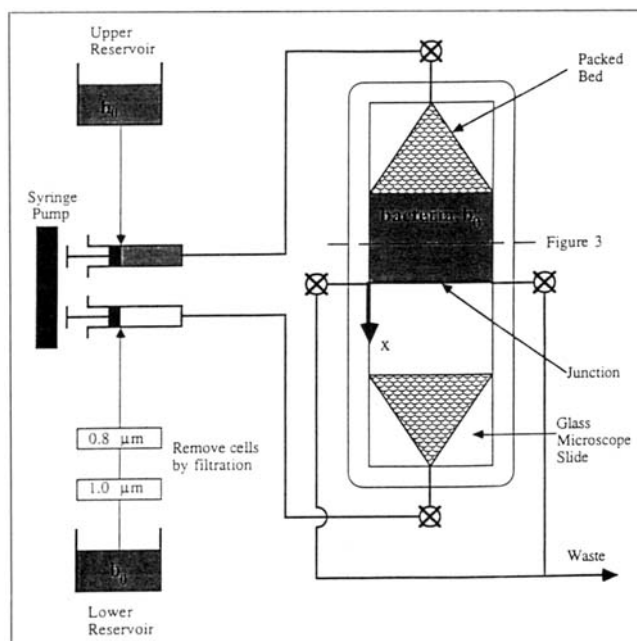 Upper
Reservoir
b₀
Packed
Bed
Syringe
Pump
bacteria, b₀
Figure 3
x
Junction
0.8 μm
Remove cells
by filtration
1.0 μm
Glass
Microscope
Slide
b₀
Waste
Lower
Reservoir